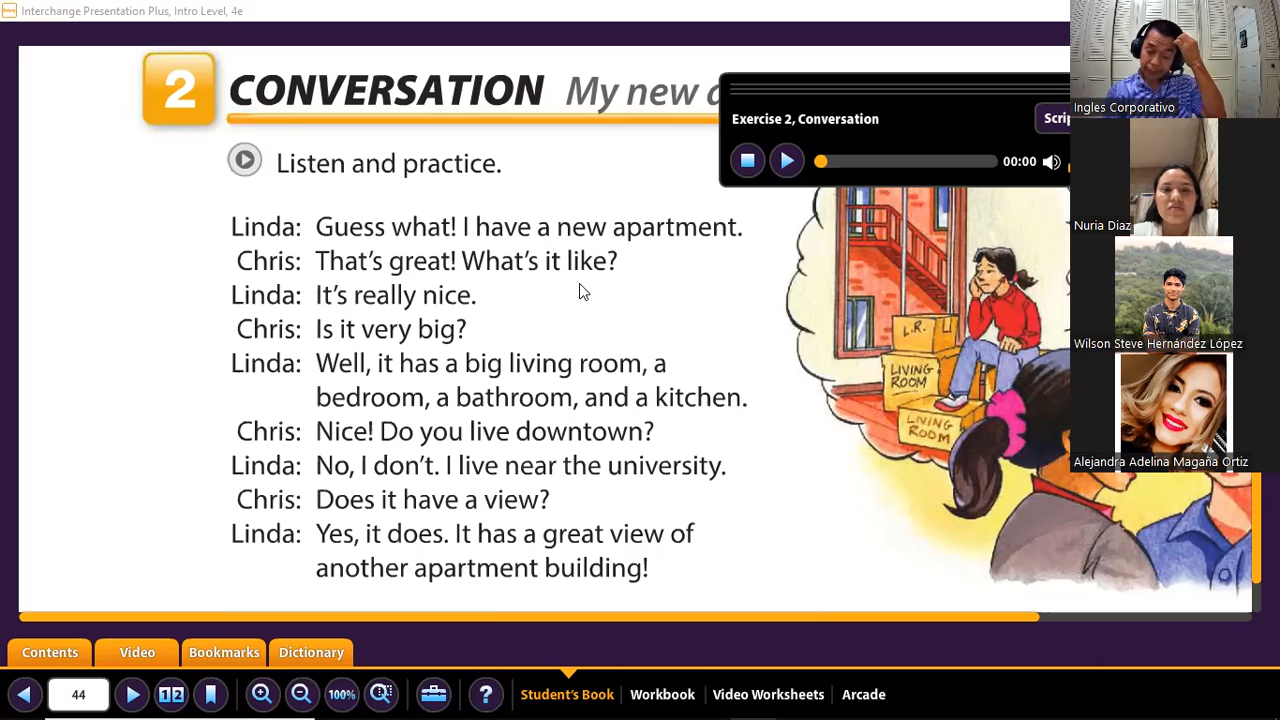 Interchange Presentation Plus, Intro Level, 4e
2 CONVERSATION My new
Exercise 2, Conversation
Scrip
00:00
Listen and practice.
Linda: Guess what! I have a new apartment.
Chris: That's great! What's it like?
Linda: It's really nice.
Chris: Is it very big?
Linda: Well, it has a big living room, a
bedroom, a bathroom, and a kitchen.
Chris: Nice! Do you live downtown?
Linda: No, I don't. I live near the university.
Chris: Does it have a view?
Linda: Yes, it does. It has a great view of
another apartment building!
L.R.
LIVING
ROOM
LIVING
ROOM
Ingles Corporativo
Nuria Diaz
Wilson Steve Hernández López
Alejandra Adelina Magaña Ortiz
Contents Video Bookmarks Dictionary
44 1 2 100% Student's Book Workbook Video Worksheets Arcade